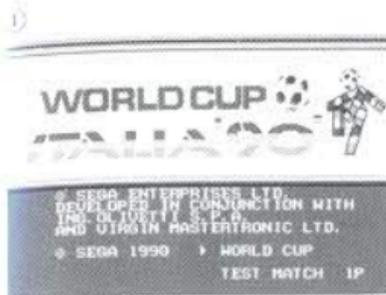 1
WORLD CUP
ITALIA '90
© SEGA ENTERPRISES LTD.
DEVELOPED IN CONJUNCTION WITH
ING. OLIVETTI S.P.A.
AND VIRGIN MASTERTRONIC LTD.
© SEGA 1990 ▸ WORLD CUP
TEST MATCH 1P